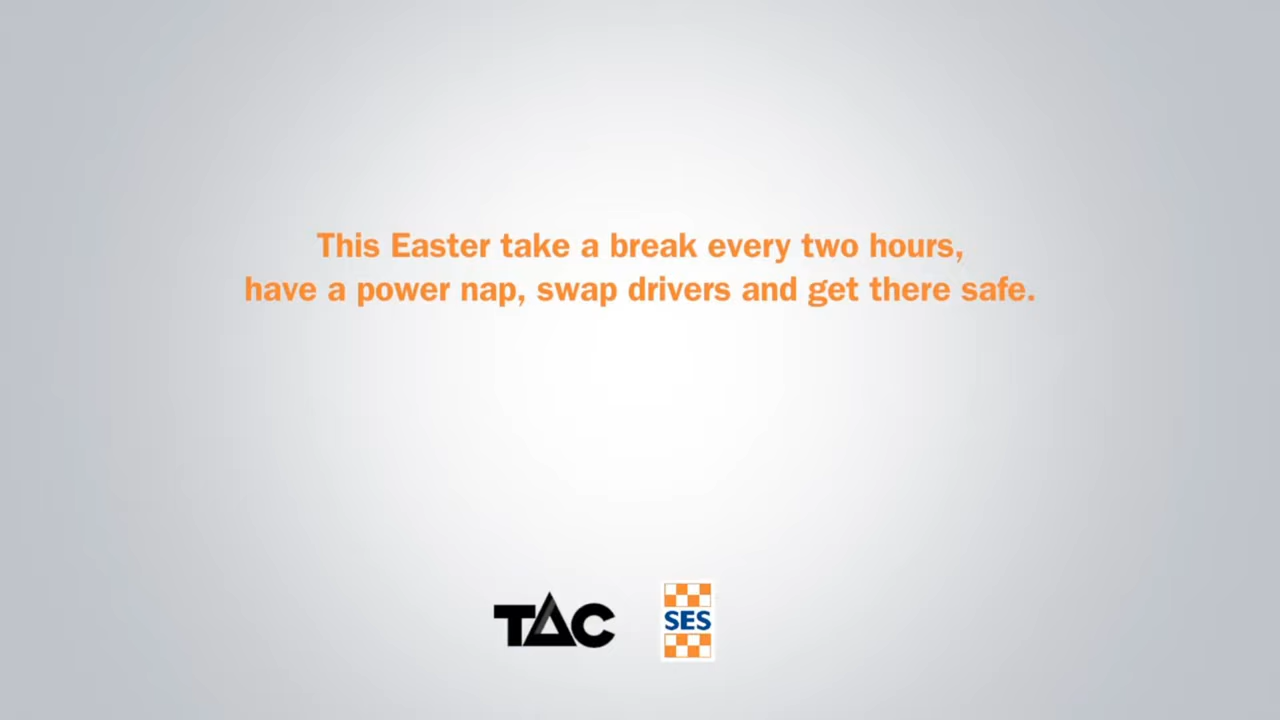 This Easter take a break every two hours,
have a power nap, swap drivers and get there safe.
TAC
SES